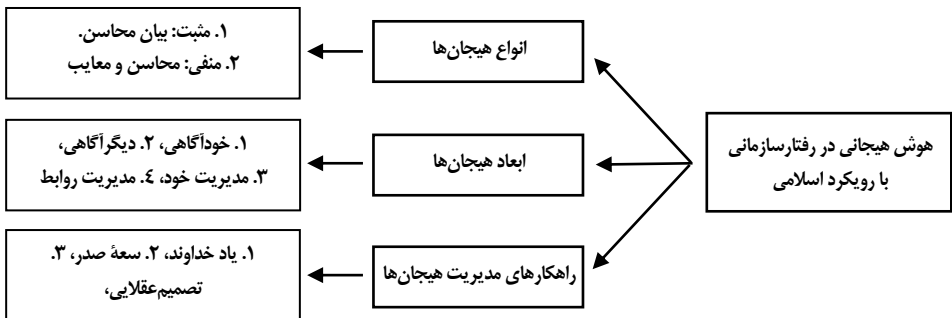 هوش هیجانی در رفتارسازمانی
با رویکرد اسلامی
انواع هیجان‌ها
۱. مثبت: بیان محاسن.
۲. منفی: محاسن و معایب
ابعاد هیجان‌ها
۱. خودآگاهی، ۲. دیگرآگاهی،
۳. مدیریت خود، ٤. مدیریت روابط
راهکارهای مدیریت هیجان‌ها
۱. یاد خداوند، ۲. سعۀ صدر، ۳.
تصمیم‌عقلایی،